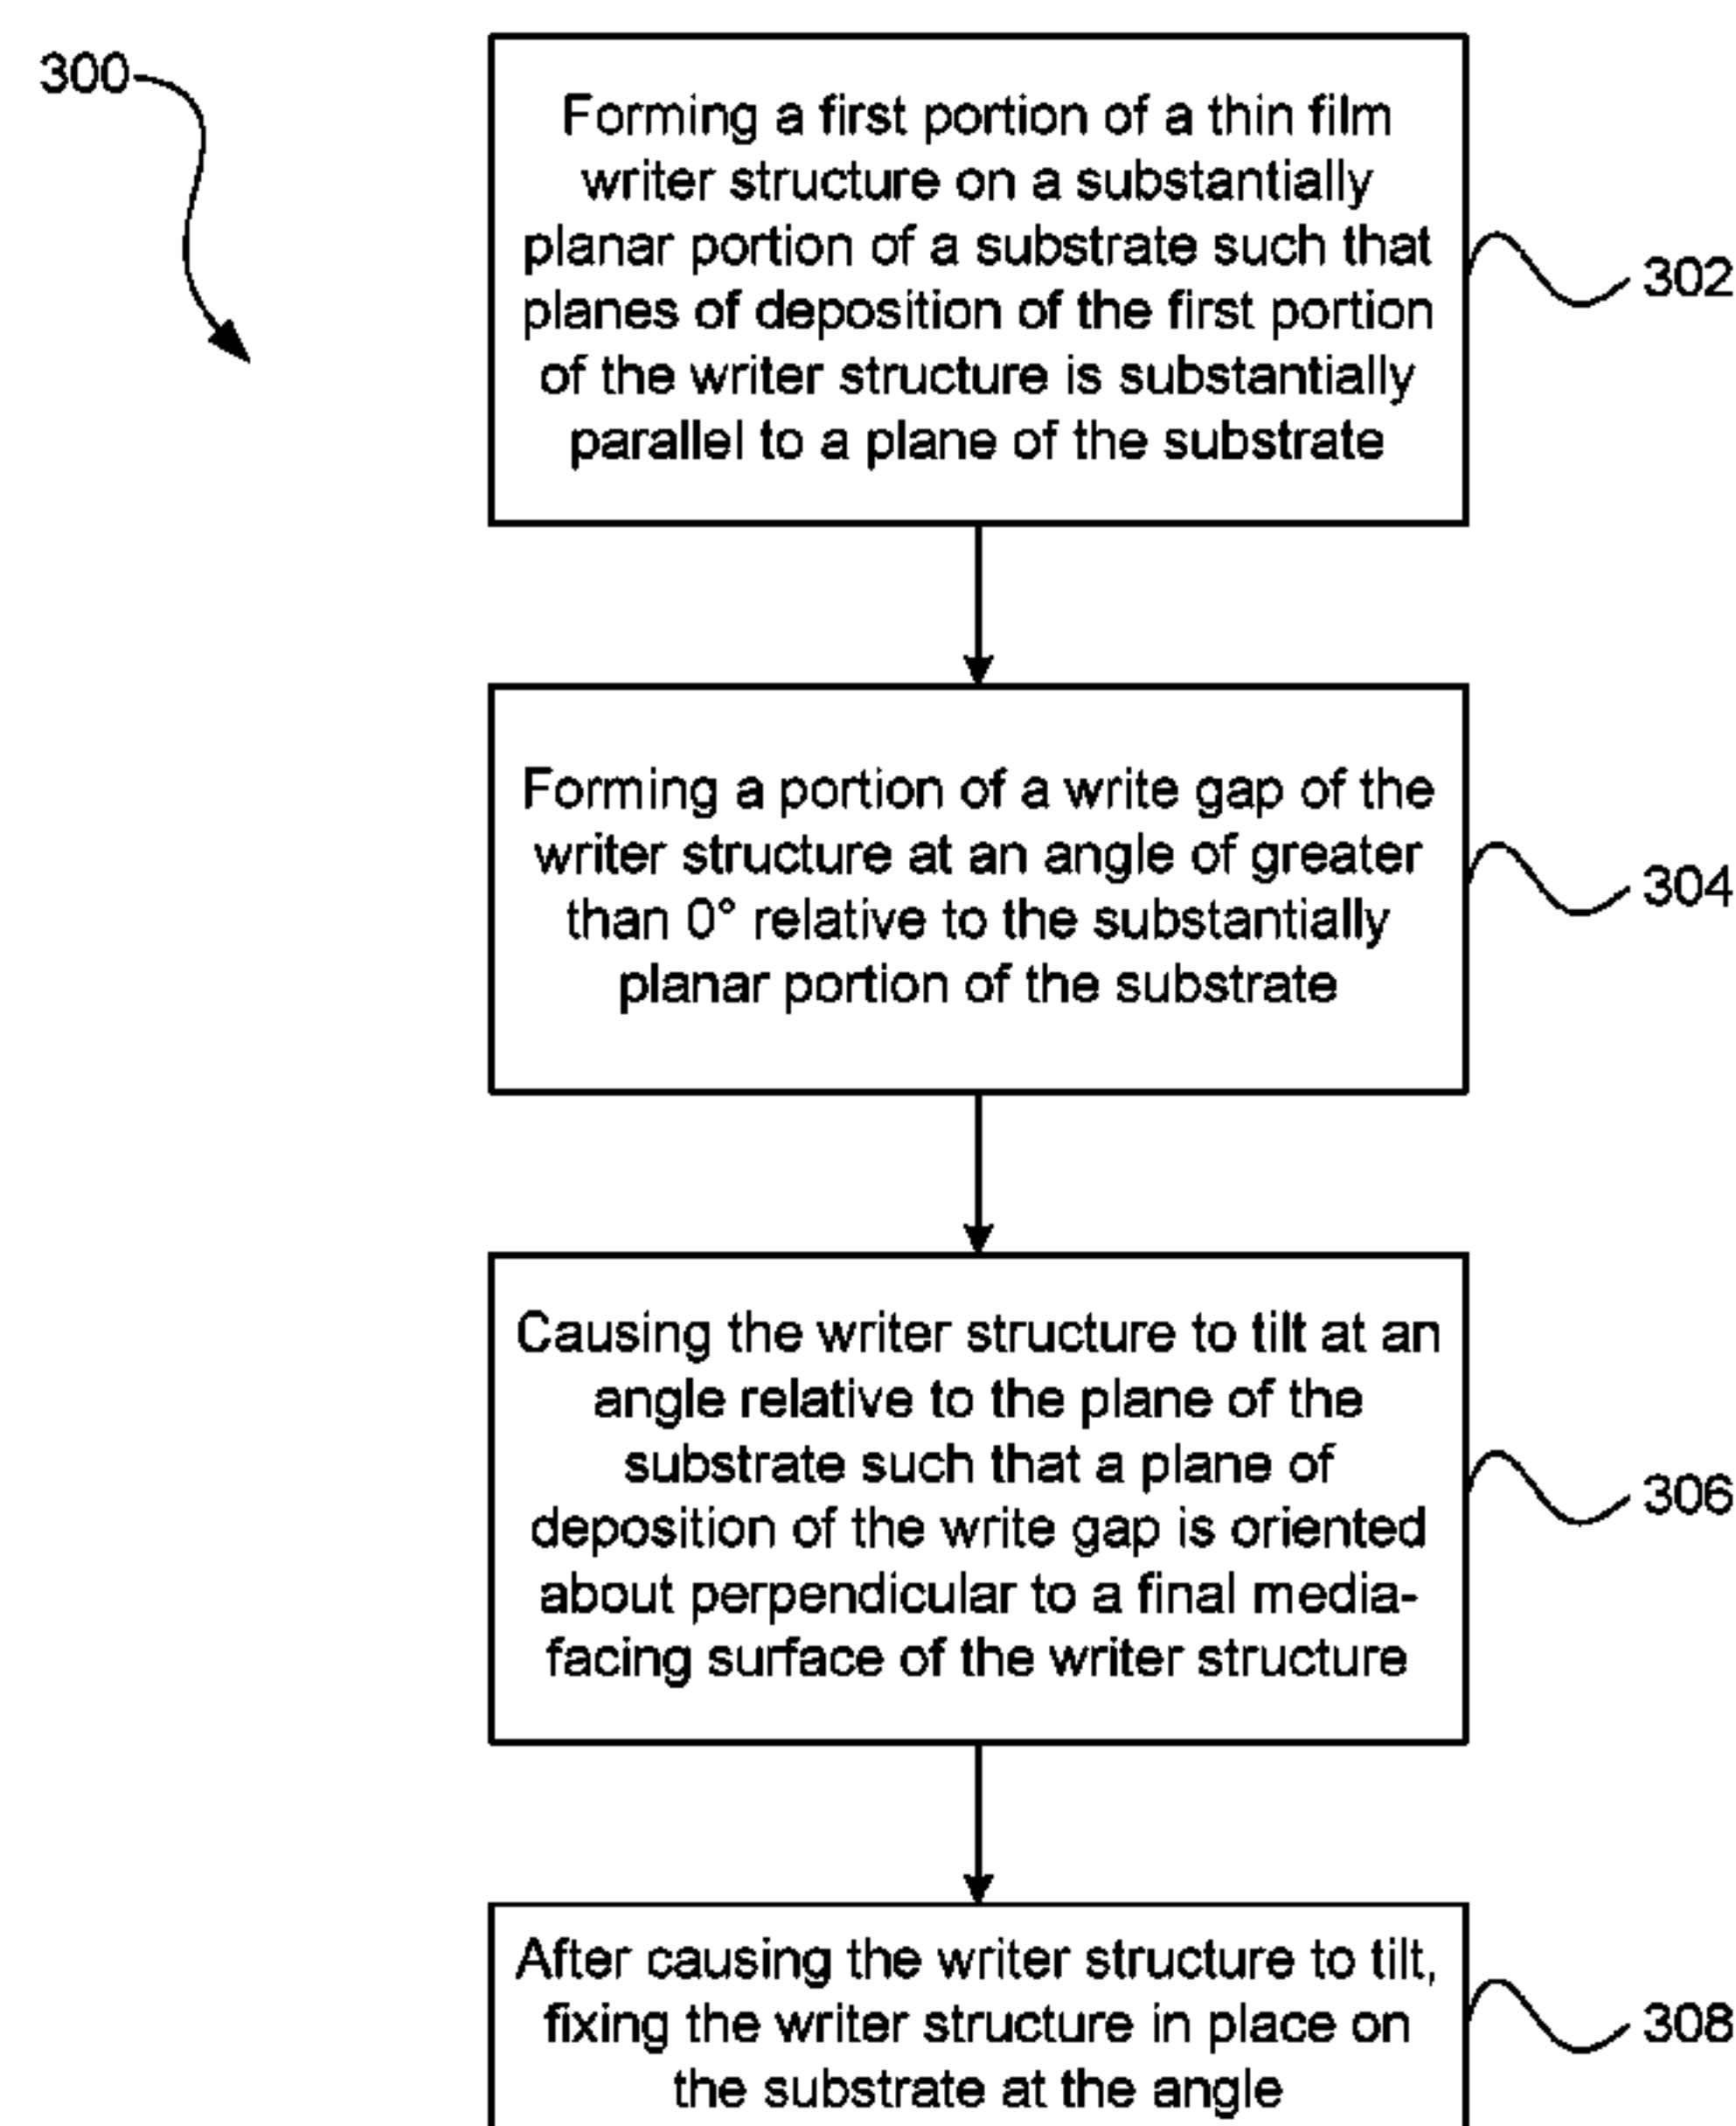 300
Forming a first portion of a thin film
writer structure on a substantially
planar portion of a substrate such that
planes of deposition of the first portion
of the writer structure is substantially
parallel to a plane of the substrate
302
Forming a portion of a write gap of the
writer structure at an angle of greater
than 0° relative to the substantially
planar portion of the substrate
304
Causing the writer structure to tilt at an
angle relative to the plane of the
substrate such that a plane of
deposition of the write gap is oriented
about perpendicular to a final media-
facing surface of the writer structure
306
After causing the writer structure to tilt,
fixing the writer structure in place on
the substrate at the angle
308